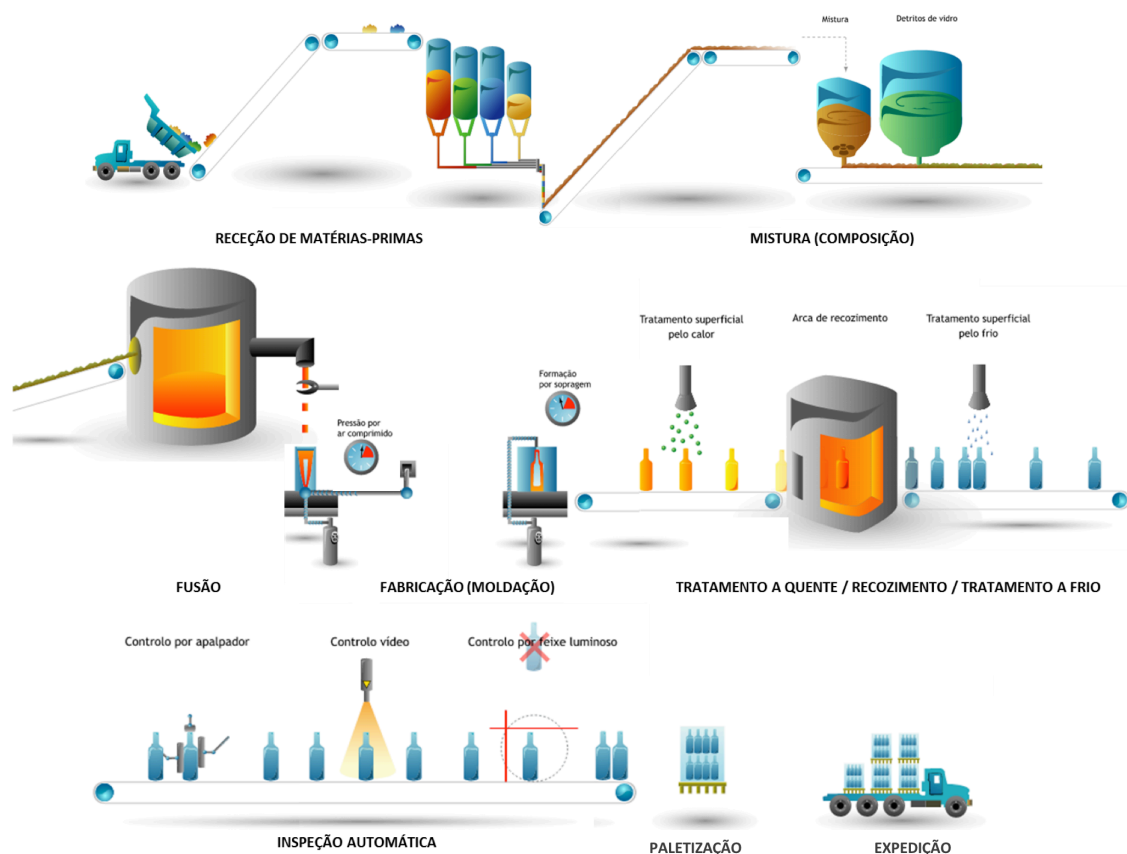 Mistura
Detritos de vidro
RECEÇÃO DE MATÉRIAS-PRIMAS
MISTURA (COMPOSIÇÃO)
Tratamento superficial
pelo calor
Arca de recozimento
Tratamento superficial
pelo frio
Formação
por sopragem
Pressão por
ar comprimido
FUSÃO
FABRICAÇÃO (MOLDAÇÃO)
TRATAMENTO A QUENTE / RECOZIMENTO / TRATAMENTO A FRIO
Controlo por apalpador
Controlo vídeo
Controlo por feixe luminoso
INSPEÇÃO AUTOMÁTICA
PALETIZAÇÃO
EXPEDIÇÃO